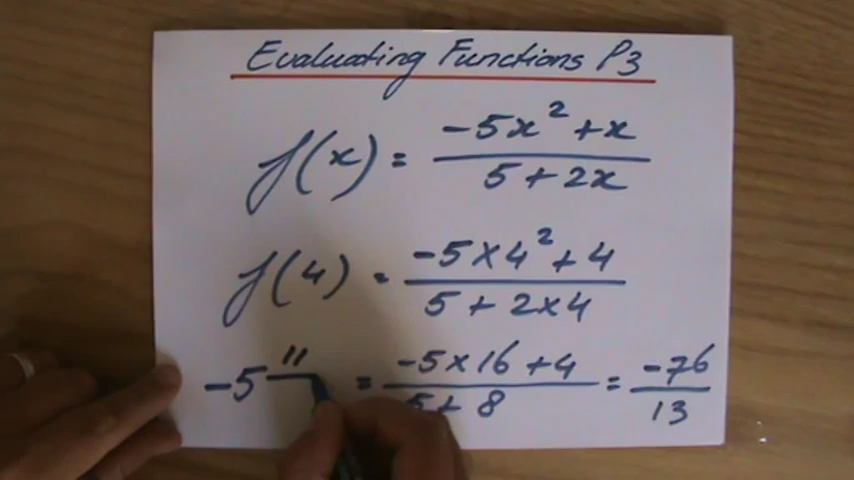 Evaluating Functions P3
f(x) = -5x² + x / 5 + 2x
f(4) = -5×4² + 4 / 5 + 2×4
-5 11 = -5×16 + 4 / 5 + 8 = -76 / 13